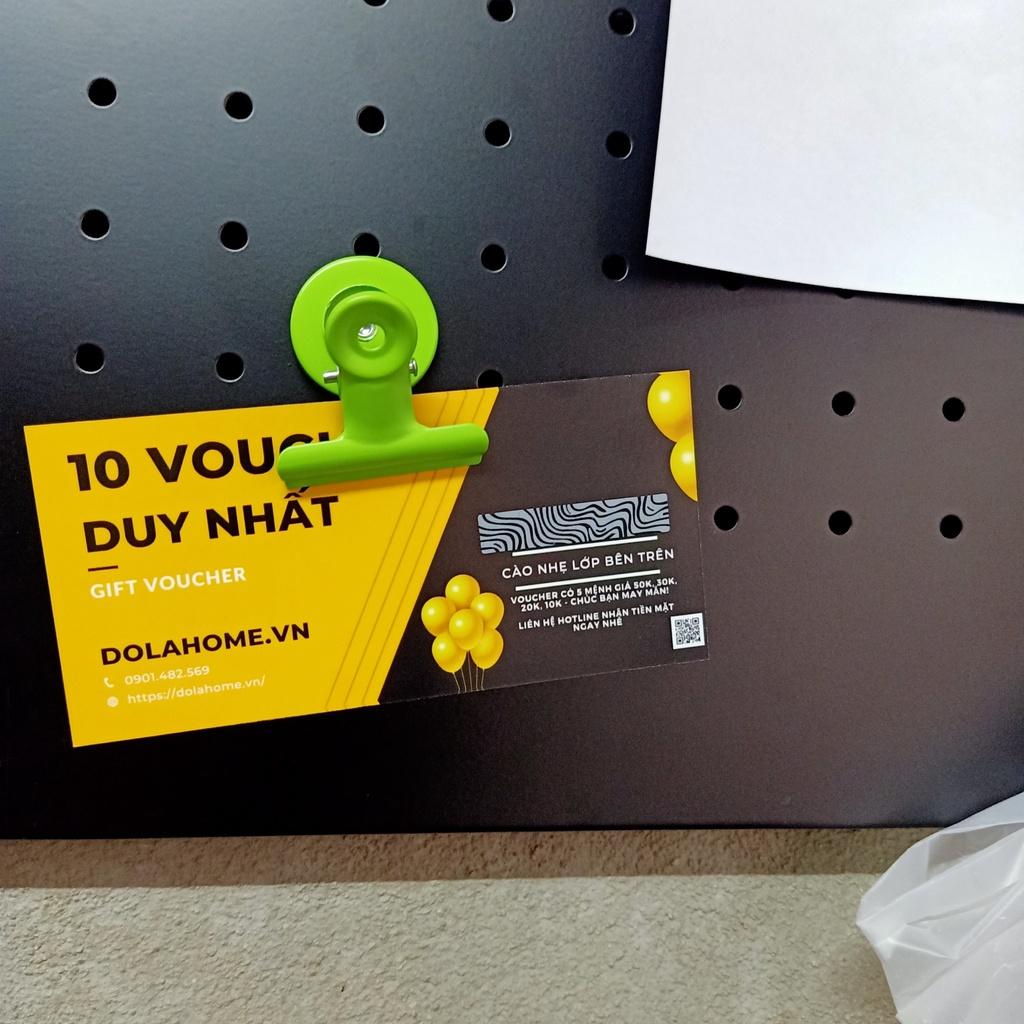 10 VOUC
DUY NHẤT
GIFT VOUCHER
DOLAHOME.VN
0901.482.569
https://dolahome.vn/
CÀO NHẸ LỚP BÊN TRÊN
VOUCHER CÓ 5 MỆNH GIÁ 50K, 30K,
20K, 10K - CHÚC BẠN MAY MẮN!
LIÊN HỆ HOTLINE NHẬN TIỀN MẶT
NGAY NHÉ